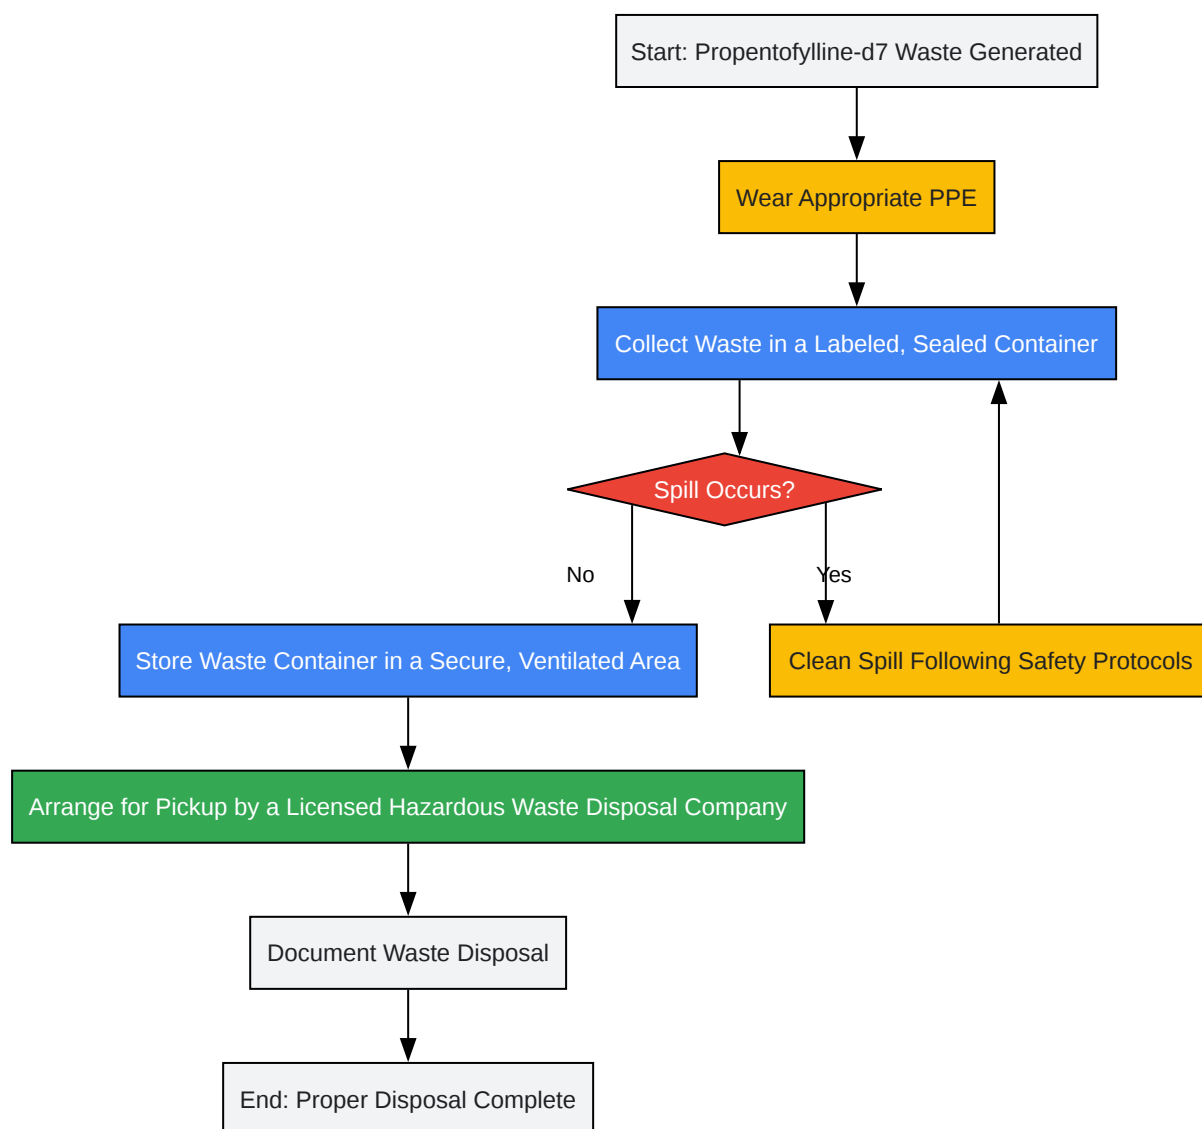 Start: Propentofylline-d7 Waste Generated
Wear Appropriate PPE
Collect Waste in a Labeled, Sealed Container
Spill Occurs?
No
Yes
Store Waste Container in a Secure, Ventilated Area
Clean Spill Following Safety Protocols
Arrange for Pickup by a Licensed Hazardous Waste Disposal Company
Document Waste Disposal
End: Proper Disposal Complete